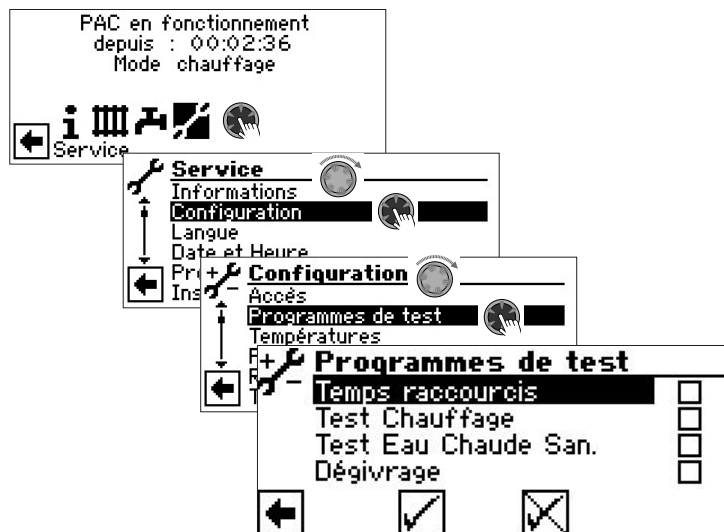 PAC en fonctionnement
depuis : 00:02:36
Mode chauffage
Service
Service
Informations
Configuration
Langue
Date et Heure
Configuration
Accés
Programmes de test
Températures
Programmes de test
Temps raccourcis
Test Chauffage
Test Eau Chaude San.
Dégivrage